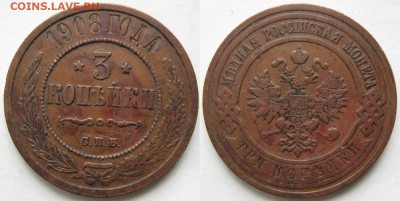 COINS.LAVE.RU
1908 ГОДА
3
КОПѢЙКИ
С.П.Б.
МѢДНАЯ РОССІЙСКАЯ МОНЕТА
ТРИ КОПѢЙКИ